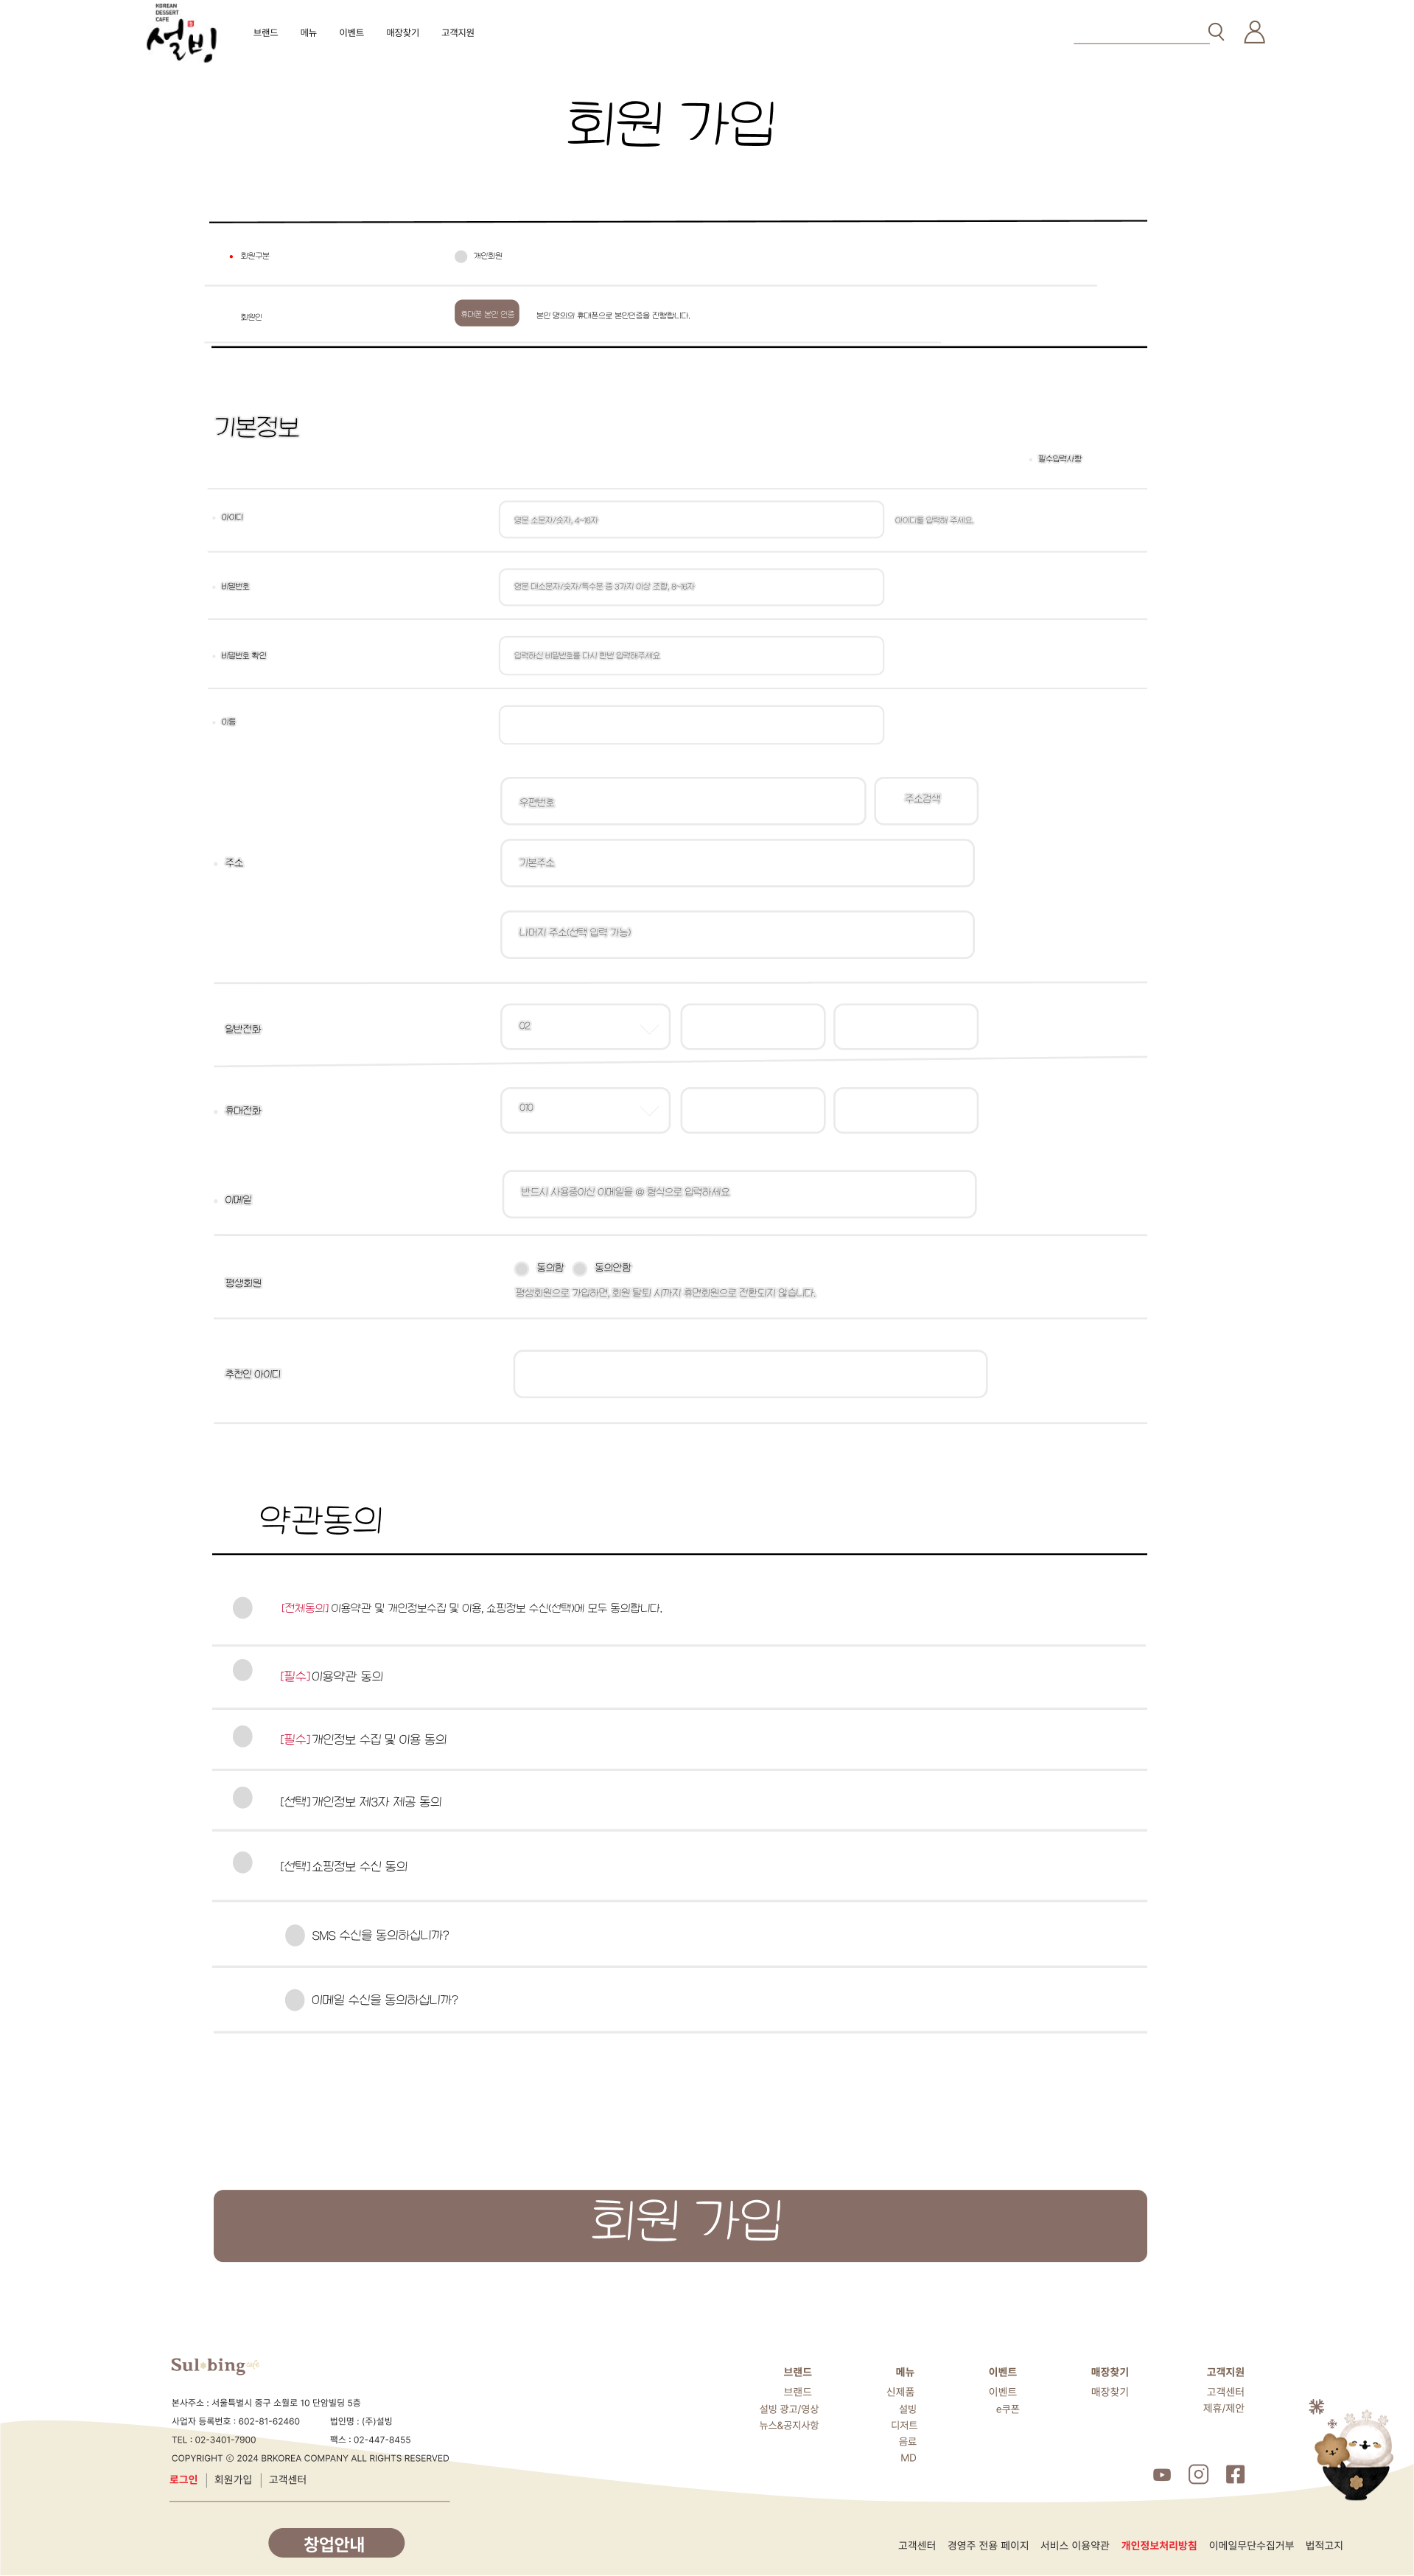 KOREAN
DESSERT
CAFE
설빙
브랜드 메뉴 이벤트 매장찾기 고객지원
회원 가입
회원구분 개인회원
회원인 휴대폰 본인 인증 본인 명의의 휴대폰으로 본인인증을 진행합니다.
기본정보
필수입력사항
아이디 영문 소문자/숫자, 4~16자 아이디를 입력해 주세요.
비밀번호 영문 대소문자/숫자/특수문 중 3가지 이상 조합, 8~16자
비밀번호 확인 입력하신 비밀번호를 다시 한번 입력해주세요
이름
우편번호 주소검색
주소 기본주소
나머지 주소(선택 입력 가능)
일반전화 02
휴대전화 010
이메일 반드시 사용중이신 이메일을 @ 형식으로 입력하세요
평생회원 동의함 동의안함
평생회원으로 가입하면, 회원 탈퇴 시까지 휴면회원으로 전환되지 않습니다.
추천인 아이디
약관동의
[전체동의] 이용약관 및 개인정보수집 및 이용, 쇼핑정보 수신(선택)에 모두 동의합니다.
[필수] 이용약관 동의
[필수] 개인정보 수집 및 이용 동의
[선택] 개인정보 제3자 제공 동의
[선택] 쇼핑정보 수신 동의
SMS 수신을 동의하십니까?
이메일 수신을 동의하십니까?
회원 가입
Sulbing cafe
본사주소 : 서울특별시 중구 소월로 10 단암빌딩 5층
사업자 등록번호 : 602-81-62460 법인명 : (주)설빙
TEL : 02-3401-7900 팩스 : 02-447-8455
COPYRIGHT ⓒ 2024 BRKOREA COMPANY ALL RIGHTS RESERVED
로그인 회원가입 고객센터
창업안내
브랜드 메뉴 이벤트 매장찾기 고객지원
브랜드 신제품 이벤트 매장찾기 고객센터
설빙 광고/영상 설빙 e쿠폰 제휴/제안
뉴스&공지사항 디저트
음료
MD
고객센터 경영주 전용 페이지 서비스 이용약관 개인정보처리방침 이메일무단수집거부 법적고지